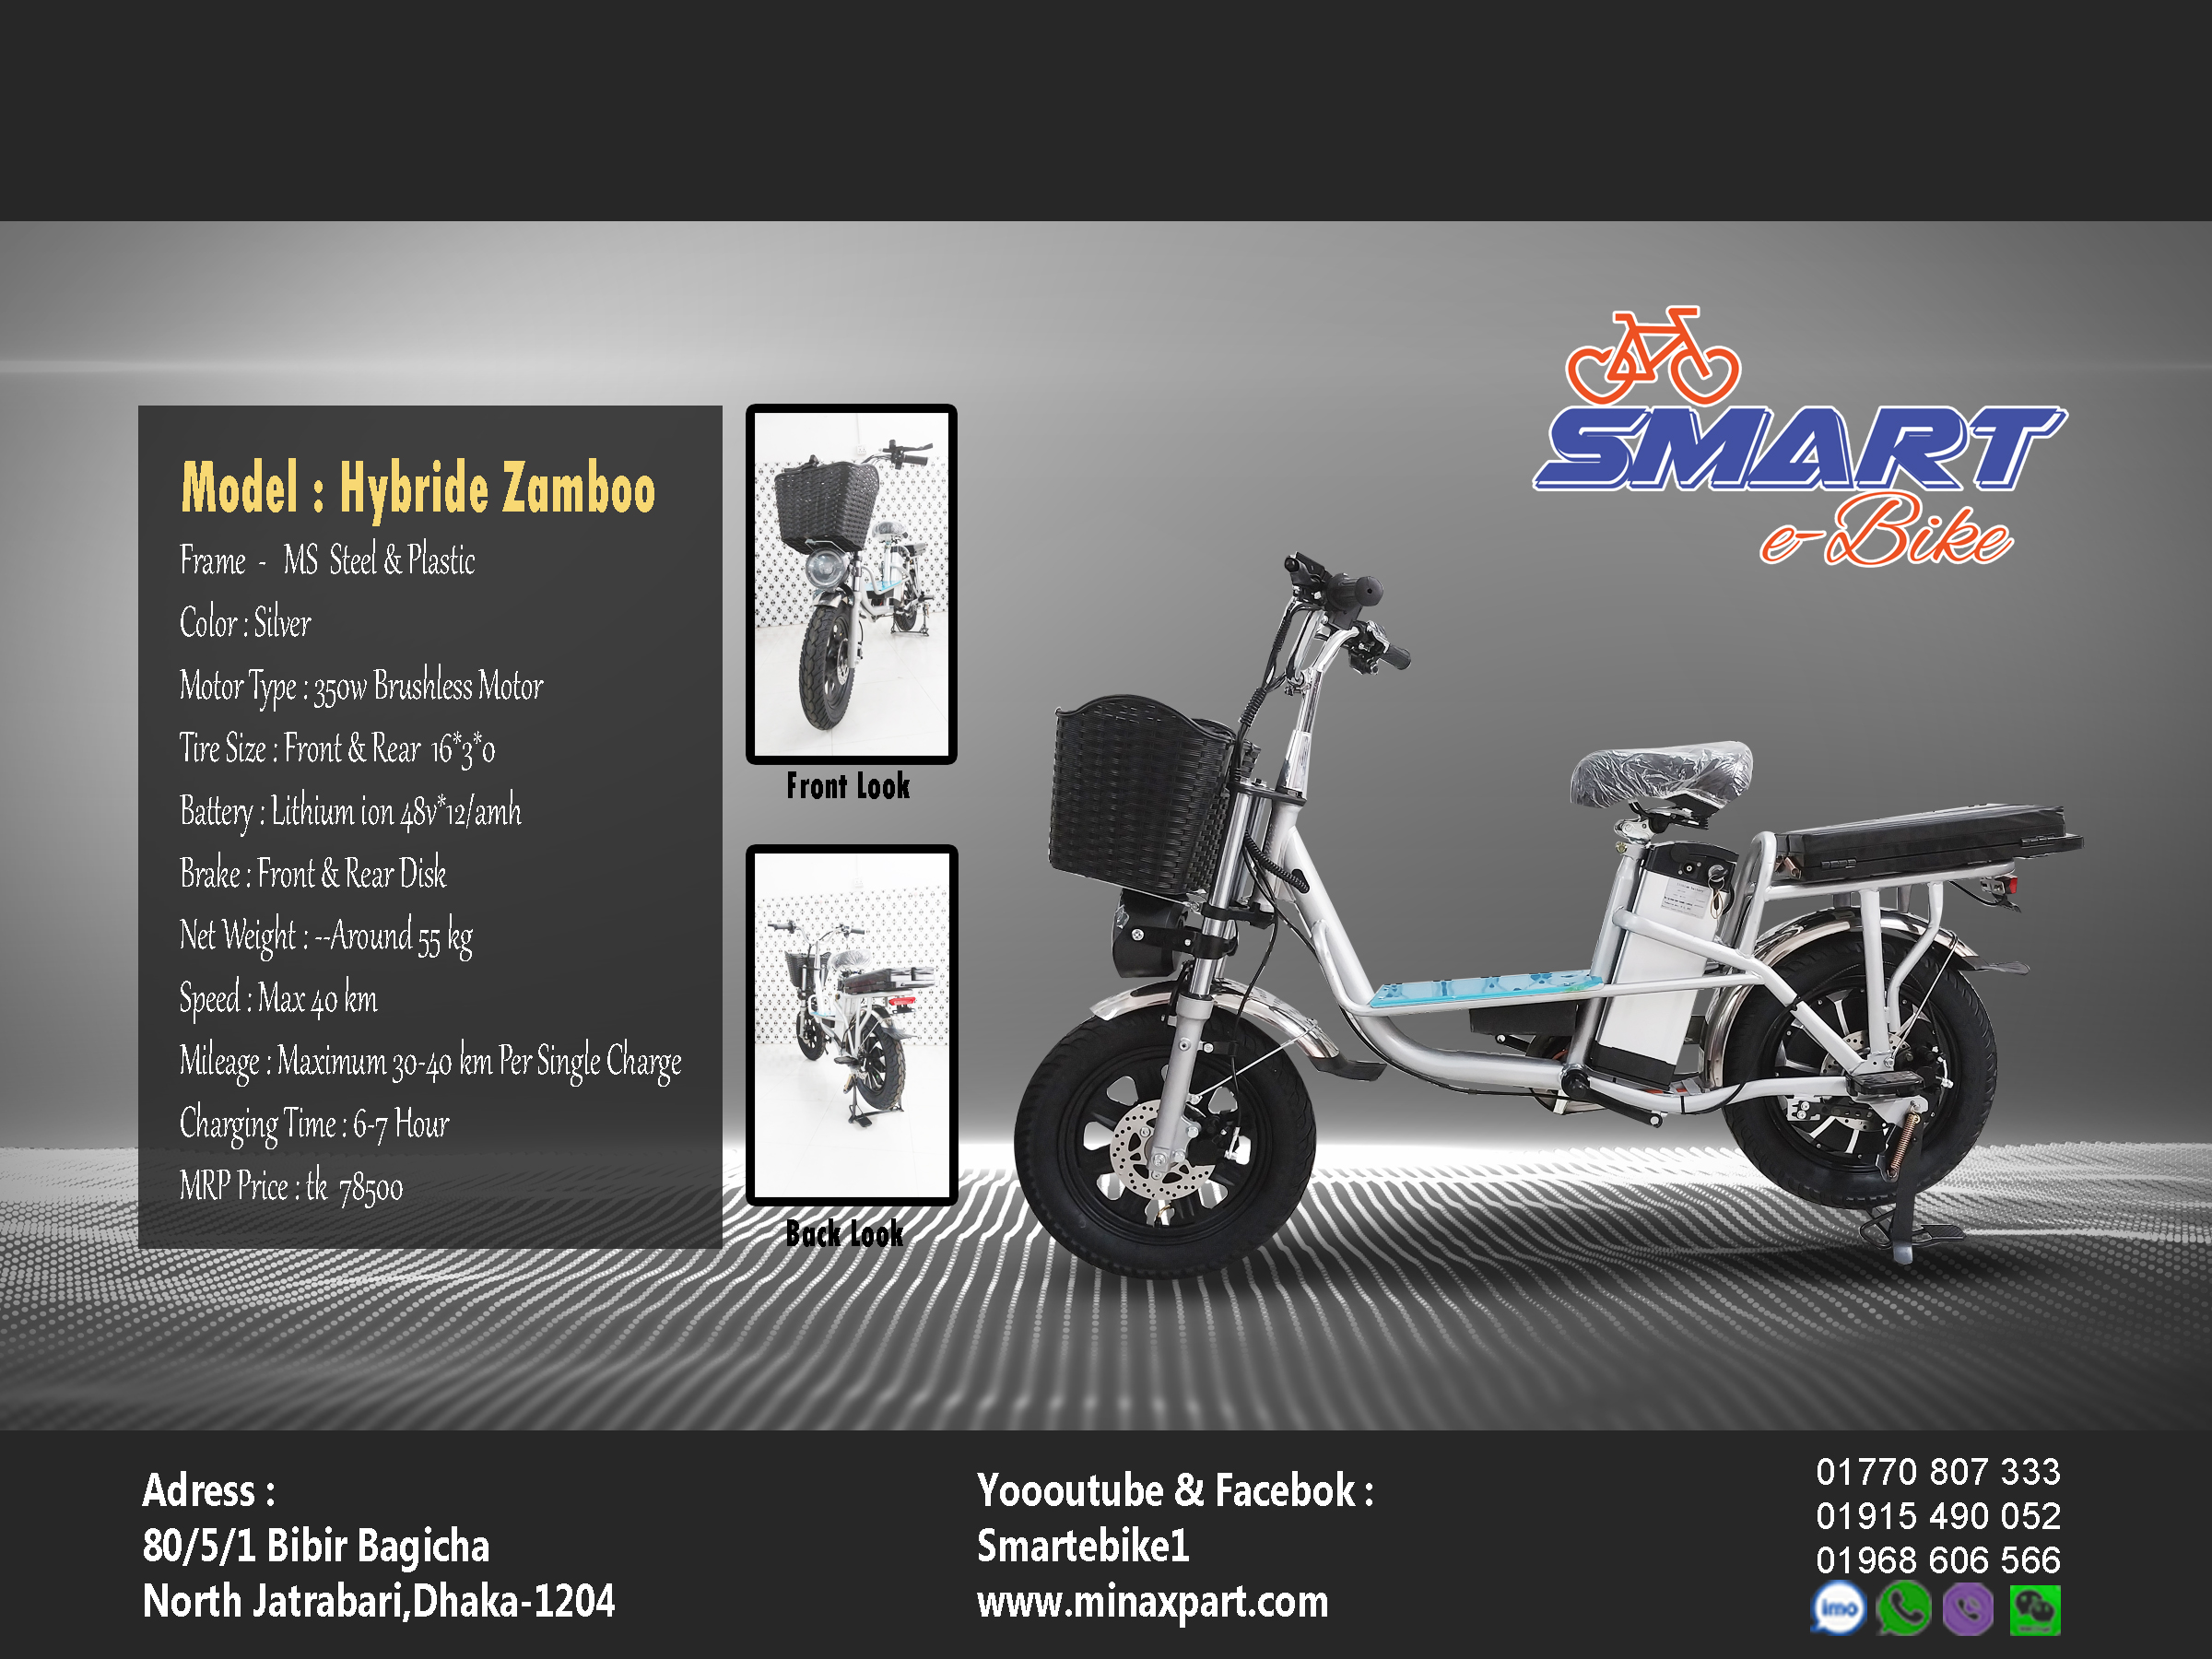 SMART
e-Bike
Model : Hybride Zamboo
Frame - MS Steel & Plastic
Color : Silver
Motor Type : 350w Brushless Motor
Tire Size : Front & Rear 16*3*0
Battery : Lithium ion 48v*12/amh
Brake : Front & Rear Disk
Net Weight : --Around 55 kg
Speed : Max 40 km
Mileage : Maximum 30-40 km Per Single Charge
Charging Time : 6-7 Hour
MRP Price : tk 78500
Front Look
Back Look
Adress :
80/5/1 Bibir Bagicha
North Jatrabari,Dhaka-1204
Yoooutube & Facebok :
Smartebike1
www.minaxpart.com
01770 807 333
01915 490 052
01968 606 566
imo